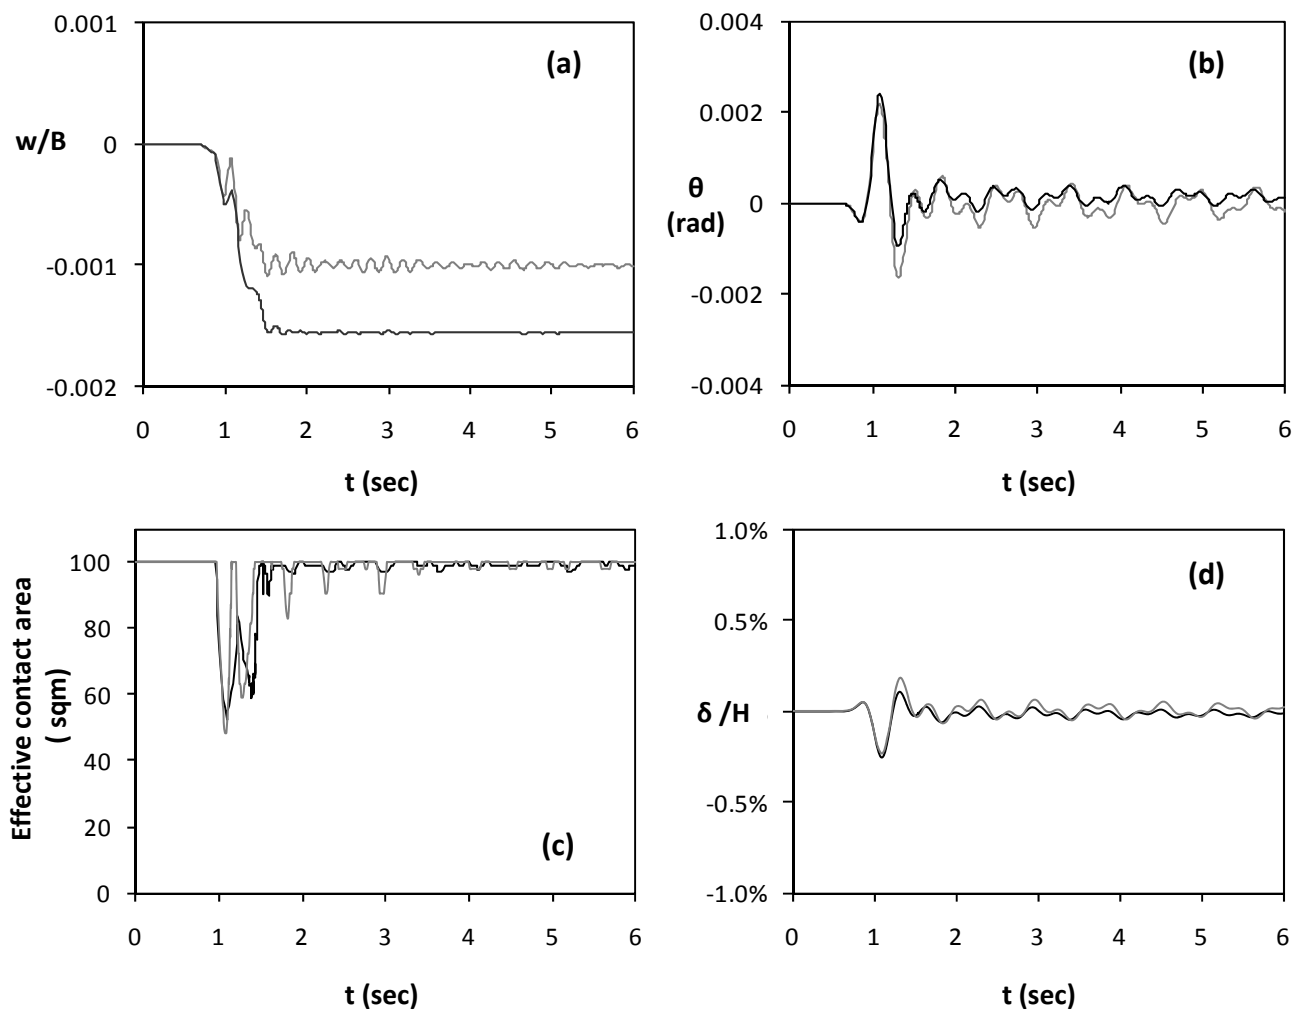 0.001
(a)
w/B
0
-0.001
-0.002
0 1 2 3 4 5 6
t (sec)
0.004
(b)
0.002
θ
(rad)
0
-0.002
-0.004
0 1 2 3 4 5 6
t (sec)
Effective contact area
( sqm)
100
80
60
40
20
0
(c)
0 1 2 3 4 5 6
t (sec)
1.0%
(d)
0.5%
δ /H
-0.5%
-1.0%
0 1 2 3 4 5 6
t (sec)